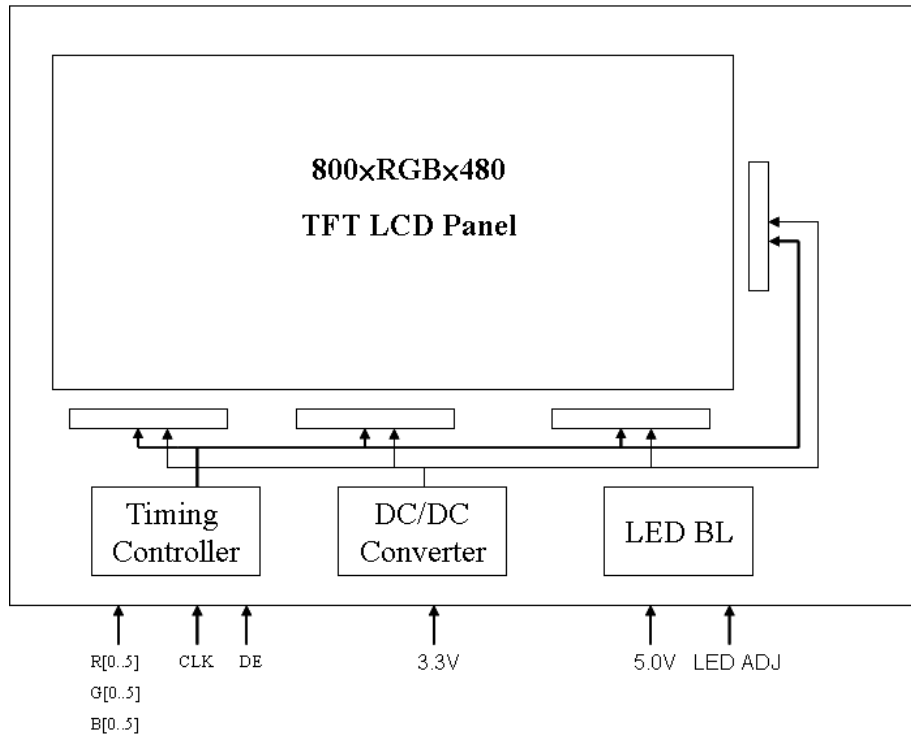 800xRGBx480
TFT LCD Panel
Timing
Controller
DC/DC
Converter
LED BL
R[0..5]
G[0..5]
B[0..5]
CLK
DE
3.3V
5.0V
LED ADJ